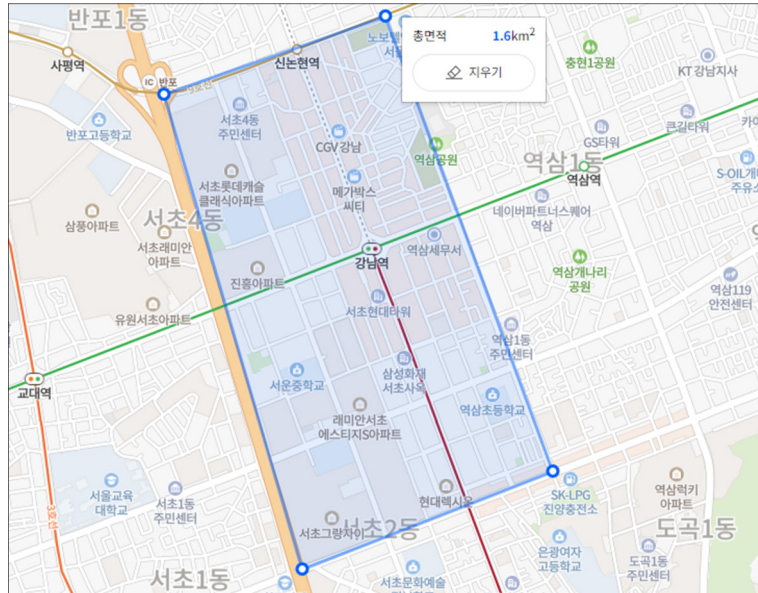 반포1동
노보텔
총면적 1.6km²
지우기
사평역
신논현역
충현1공원
KT 강남지사
IC 반포
서초4동
주민센터
반포고등학교
CGV강남
역삼공원
GS타워
큰길타워
역삼1동
역삼역
S-OIL
주유소
서초롯데캐슬
클래식아파트
메가박스
씨티
네이버파트너스퀘어
역삼
삼풍아파트
서초4동
서초래미안
아파트
강남역
역삼세무서
역삼개나리
공원
진흥아파트
역삼119
안전센터
유원서초아파트
서초현대타워
역삼1동
주민센터
교대역
서운중학교
삼성화재
서초사옥
역삼초등학교
래미안서초
에스티지S아파트
서울교육
대학교
서초1동
주민센터
3호선
현대렉시온
SK-LPG
진양충전소
역삼럭키
아파트
서초그랑자이
서초2동
도곡1동
은광여자
고등학교
도곡1동
주민센터
서초1동
서초문화예술